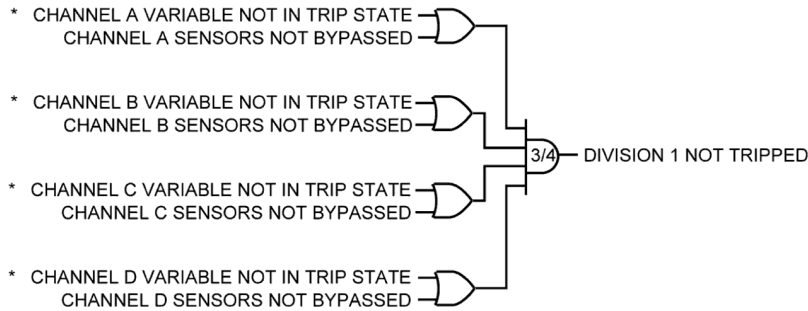 * CHANNEL A VARIABLE NOT IN TRIP STATE
CHANNEL A SENSORS NOT BYPASSED
* CHANNEL B VARIABLE NOT IN TRIP STATE
CHANNEL B SENSORS NOT BYPASSED
3/4
DIVISION 1 NOT TRIPPED
* CHANNEL C VARIABLE NOT IN TRIP STATE
CHANNEL C SENSORS NOT BYPASSED
* CHANNEL D VARIABLE NOT IN TRIP STATE
CHANNEL D SENSORS NOT BYPASSED